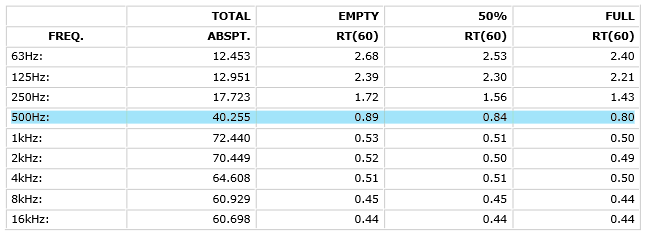 TOTAL EMPTY 50% FULL
FREQ. ABSPT. RT(60) RT(60) RT(60)
63Hz: 12.453 2.68 2.53 2.40
125Hz: 12.951 2.39 2.30 2.21
250Hz: 17.723 1.72 1.56 1.43
500Hz: 40.255 0.89 0.84 0.80
1kHz: 72.440 0.53 0.51 0.50
2kHz: 70.449 0.52 0.50 0.49
4kHz: 64.608 0.51 0.51 0.50
8kHz: 60.929 0.45 0.45 0.44
16kHz: 60.698 0.44 0.44 0.44